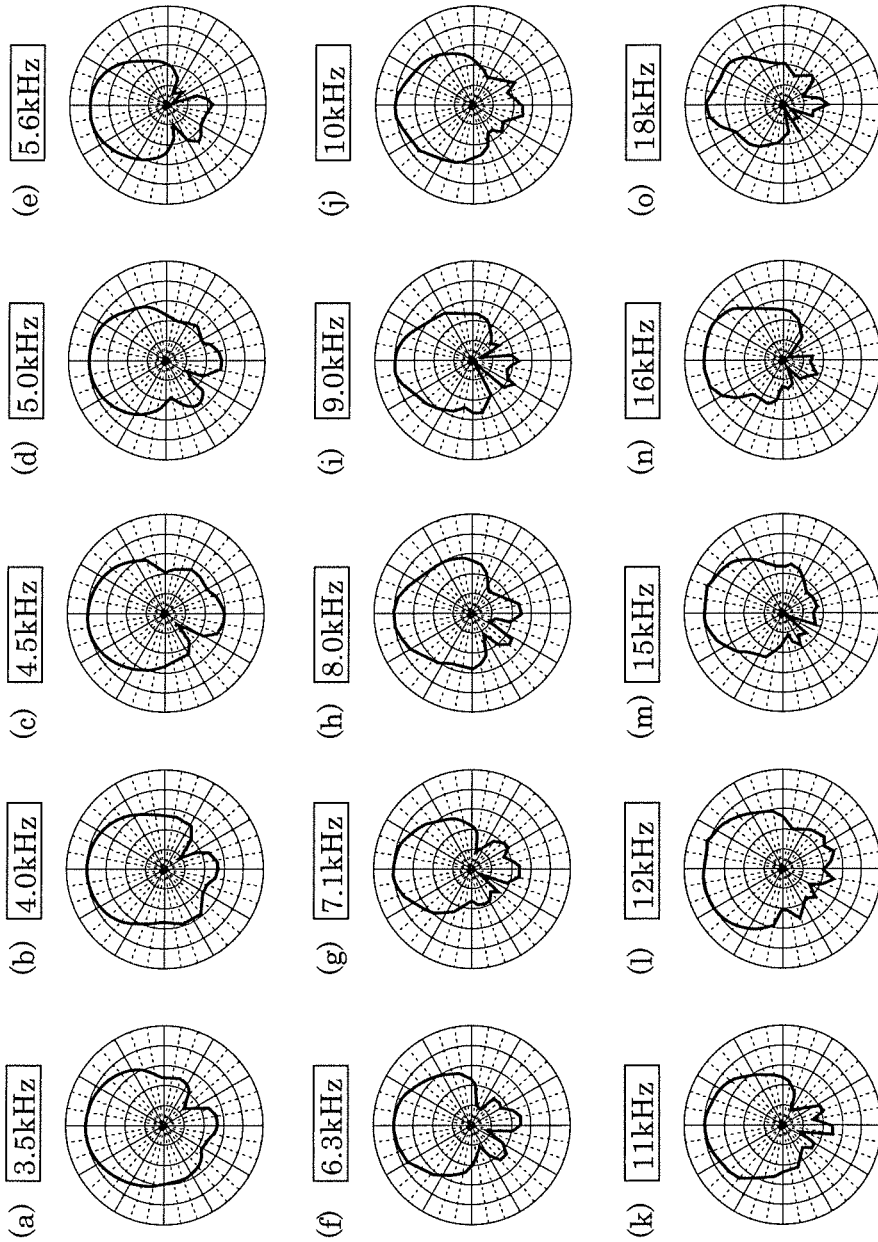 (a) 3.5kHz
(b) 4.0kHz
(c) 4.5kHz
(d) 5.0kHz
(e) 5.6kHz
(f) 6.3kHz
(g) 7.1kHz
(h) 8.0kHz
(i) 9.0kHz
(j) 10kHz
(k) 11kHz
(l) 12kHz
(m) 15kHz
(n) 16kHz
(o) 18kHz